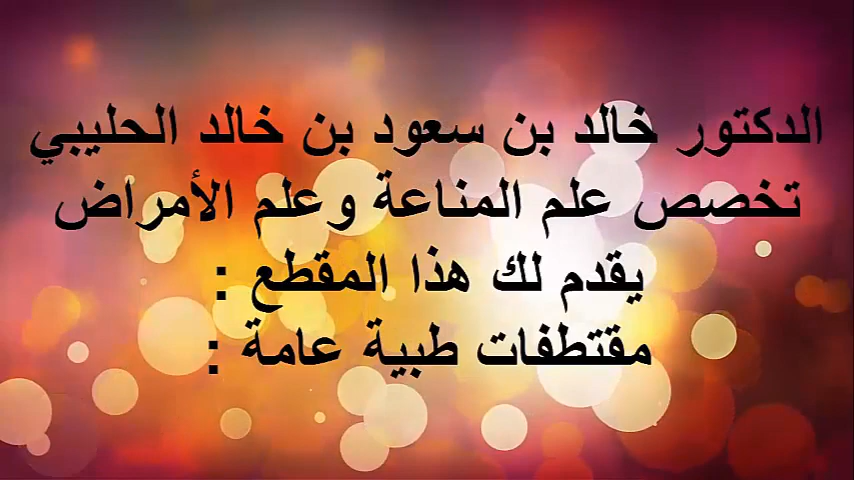 الدكتور خالد بن سعود بن خالد الحليبي
تخصص علم المناعة وعلم الأمراض
يقدم لك هذا المقطع :
مقتطفات طبية عامة :